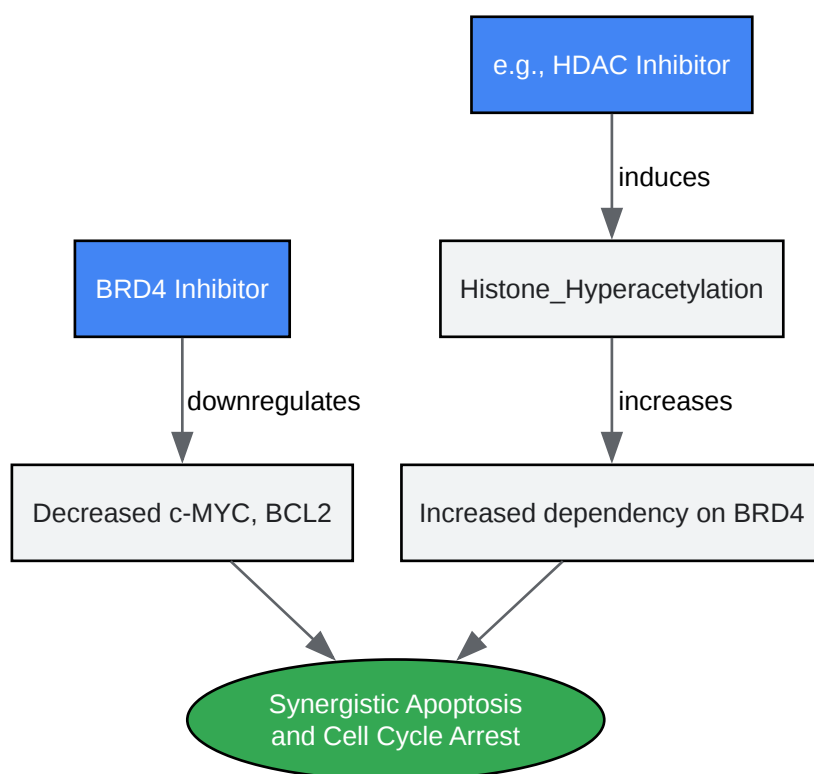 e.g., HDAC Inhibitor
induces
BRD4 Inhibitor
Histone_Hyperacetylation
downregulates
increases
Decreased c-MYC, BCL2
Increased dependency on BRD4
Synergistic Apoptosis
and Cell Cycle Arrest